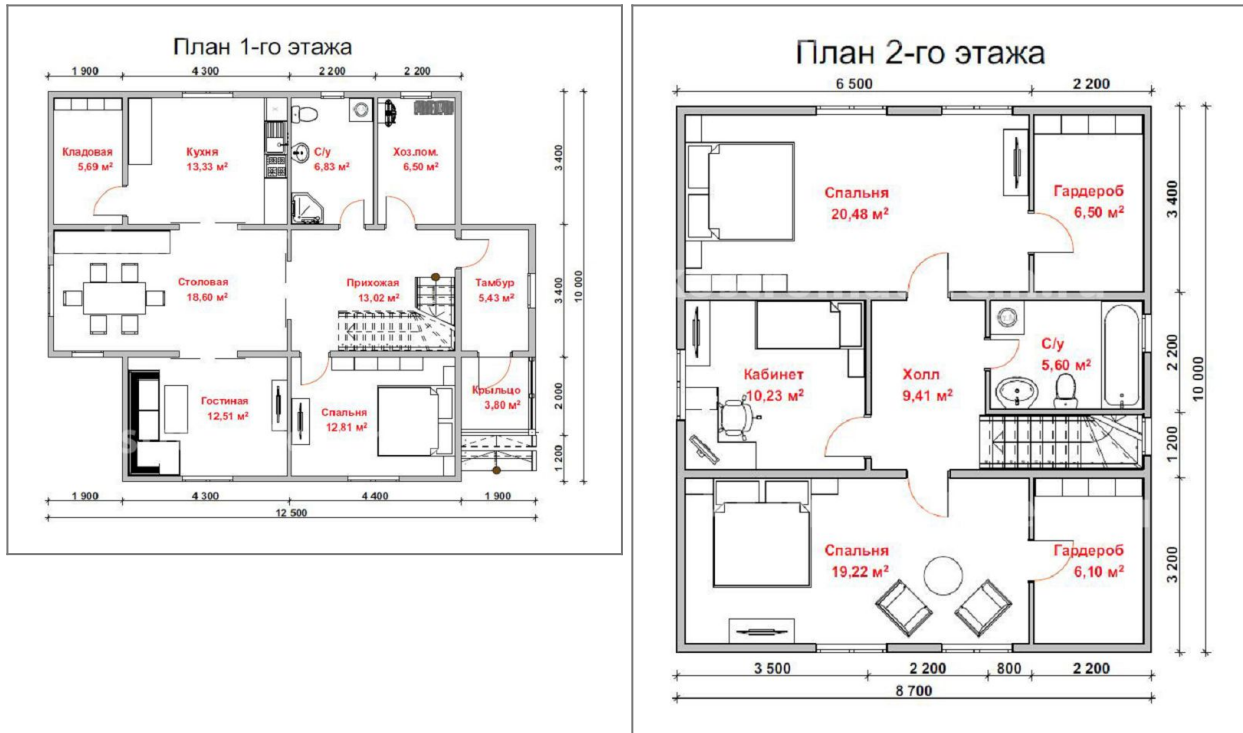 План 1-го этажа
1 900
4 300
2 200
2 200
Кладовая
5,69 м²
Кухня
13,33 м²
С/у
6,83 м²
Хоз.пом.
6,50 м²
3 400
Столовая
18,60 м²
Прихожая
13,02 м²
Тамбур
5,43 м²
3 400
10 000
Гостиная
12,51 м²
Спальня
12.81 м²
Крыльцо
3,80 м²
2 000
1 200
1 900
4 300
4 400
1 900
12 500
План 2-го этажа
6 500
2 200
Спальня
20,48 м²
Гардероб
6,50 м²
3 400
Кабинет
10,23 м²
Холл
9,41 м²
С/у
5,60 м²
2 200
10 000
1 200
Спальня
19,22 м²
Гардероб
6,10 м²
3 200
3 500
2 200
800
2 200
8 700